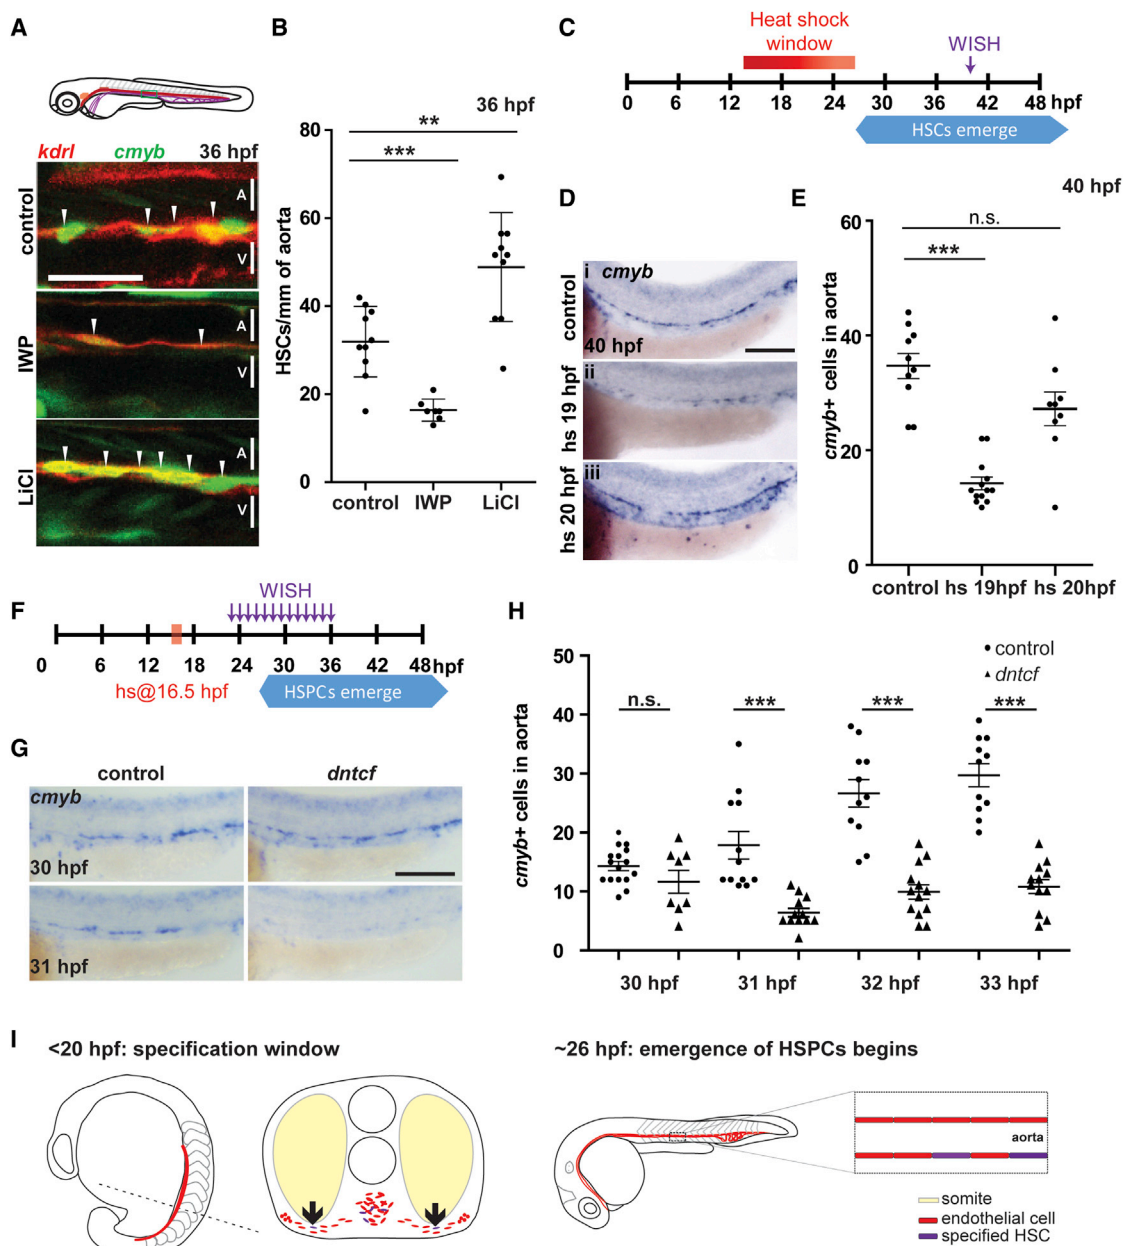 A
kdrl cmyb 36 hpf
control
A
V
IWP
A
V
LiCl
A
V
B
36 hpf
**
***
HSCs/mm of aorta
80
60
40
20
0
control IWP LiCl
C
Heat shock
window
WISH
0 6 12 18 24 30 36 42 48 hpf
HSCs emerge
D
i cmyb
control
40 hpf
ii
hs 19 hpf
iii
hs 20 hpf
E
40 hpf
n.s.
***
cmyb+ cells in aorta
60
40
20
0
control hs 19hpf hs 20hpf
F
WISH
0 6 12 18 24 30 36 42 48 hpf
hs@16.5 hpf
HSPCs emerge
G
control dntcf
cmyb
30 hpf
31 hpf
H
control
dntcf
n.s. *** *** ***
cmyb+ cells in aorta
50
40
30
20
10
0
30 hpf 31 hpf 32 hpf 33 hpf
I
<20 hpf: specification window
~26 hpf: emergence of HSPCs begins
aorta
somite
endothelial cell
specified HSC